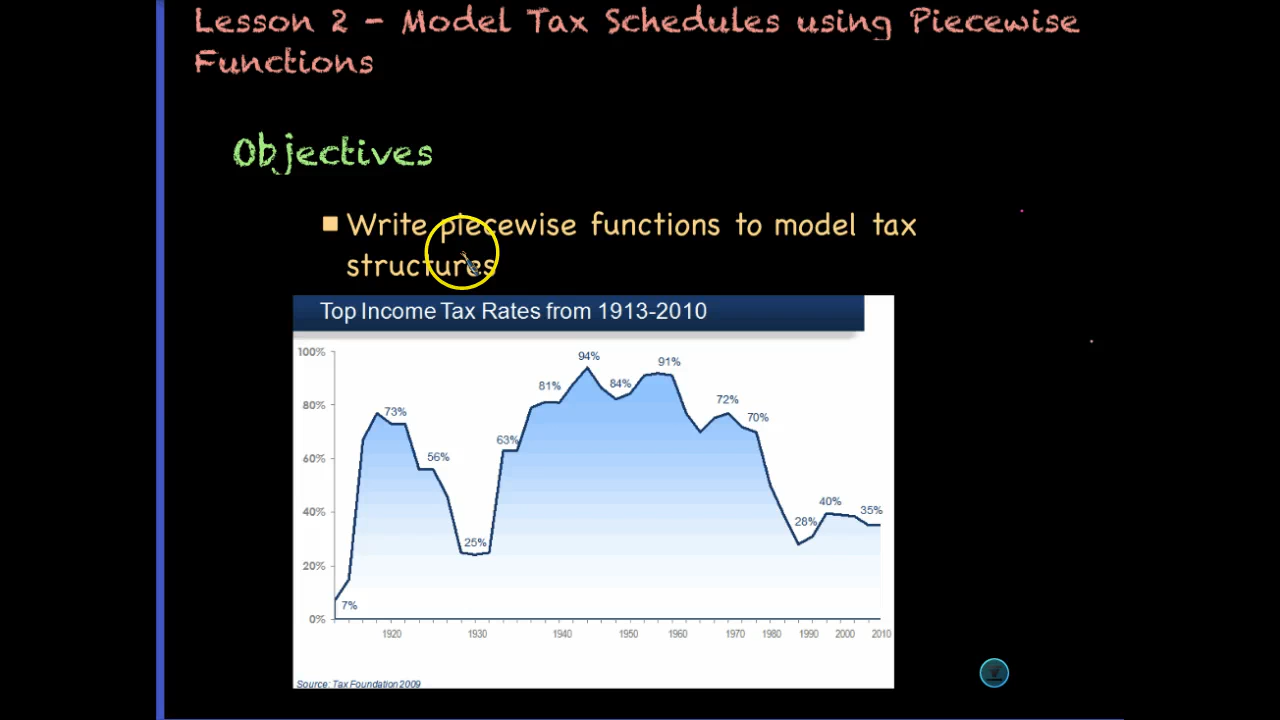 Lesson 2 - Model Tax Schedules using Piecewise
Functions
Objectives
Write piecewise functions to model tax
structures
Top Income Tax Rates from 1913-2010
100%
80%
60%
40%
20%
0%
7%
73%
56%
25%
63%
81%
94%
84%
91%
72%
70%
28%
40%
35%
1920 1930 1940 1950 1960 1970 1980 1990 2000 2010
Source: Tax Foundation 2009